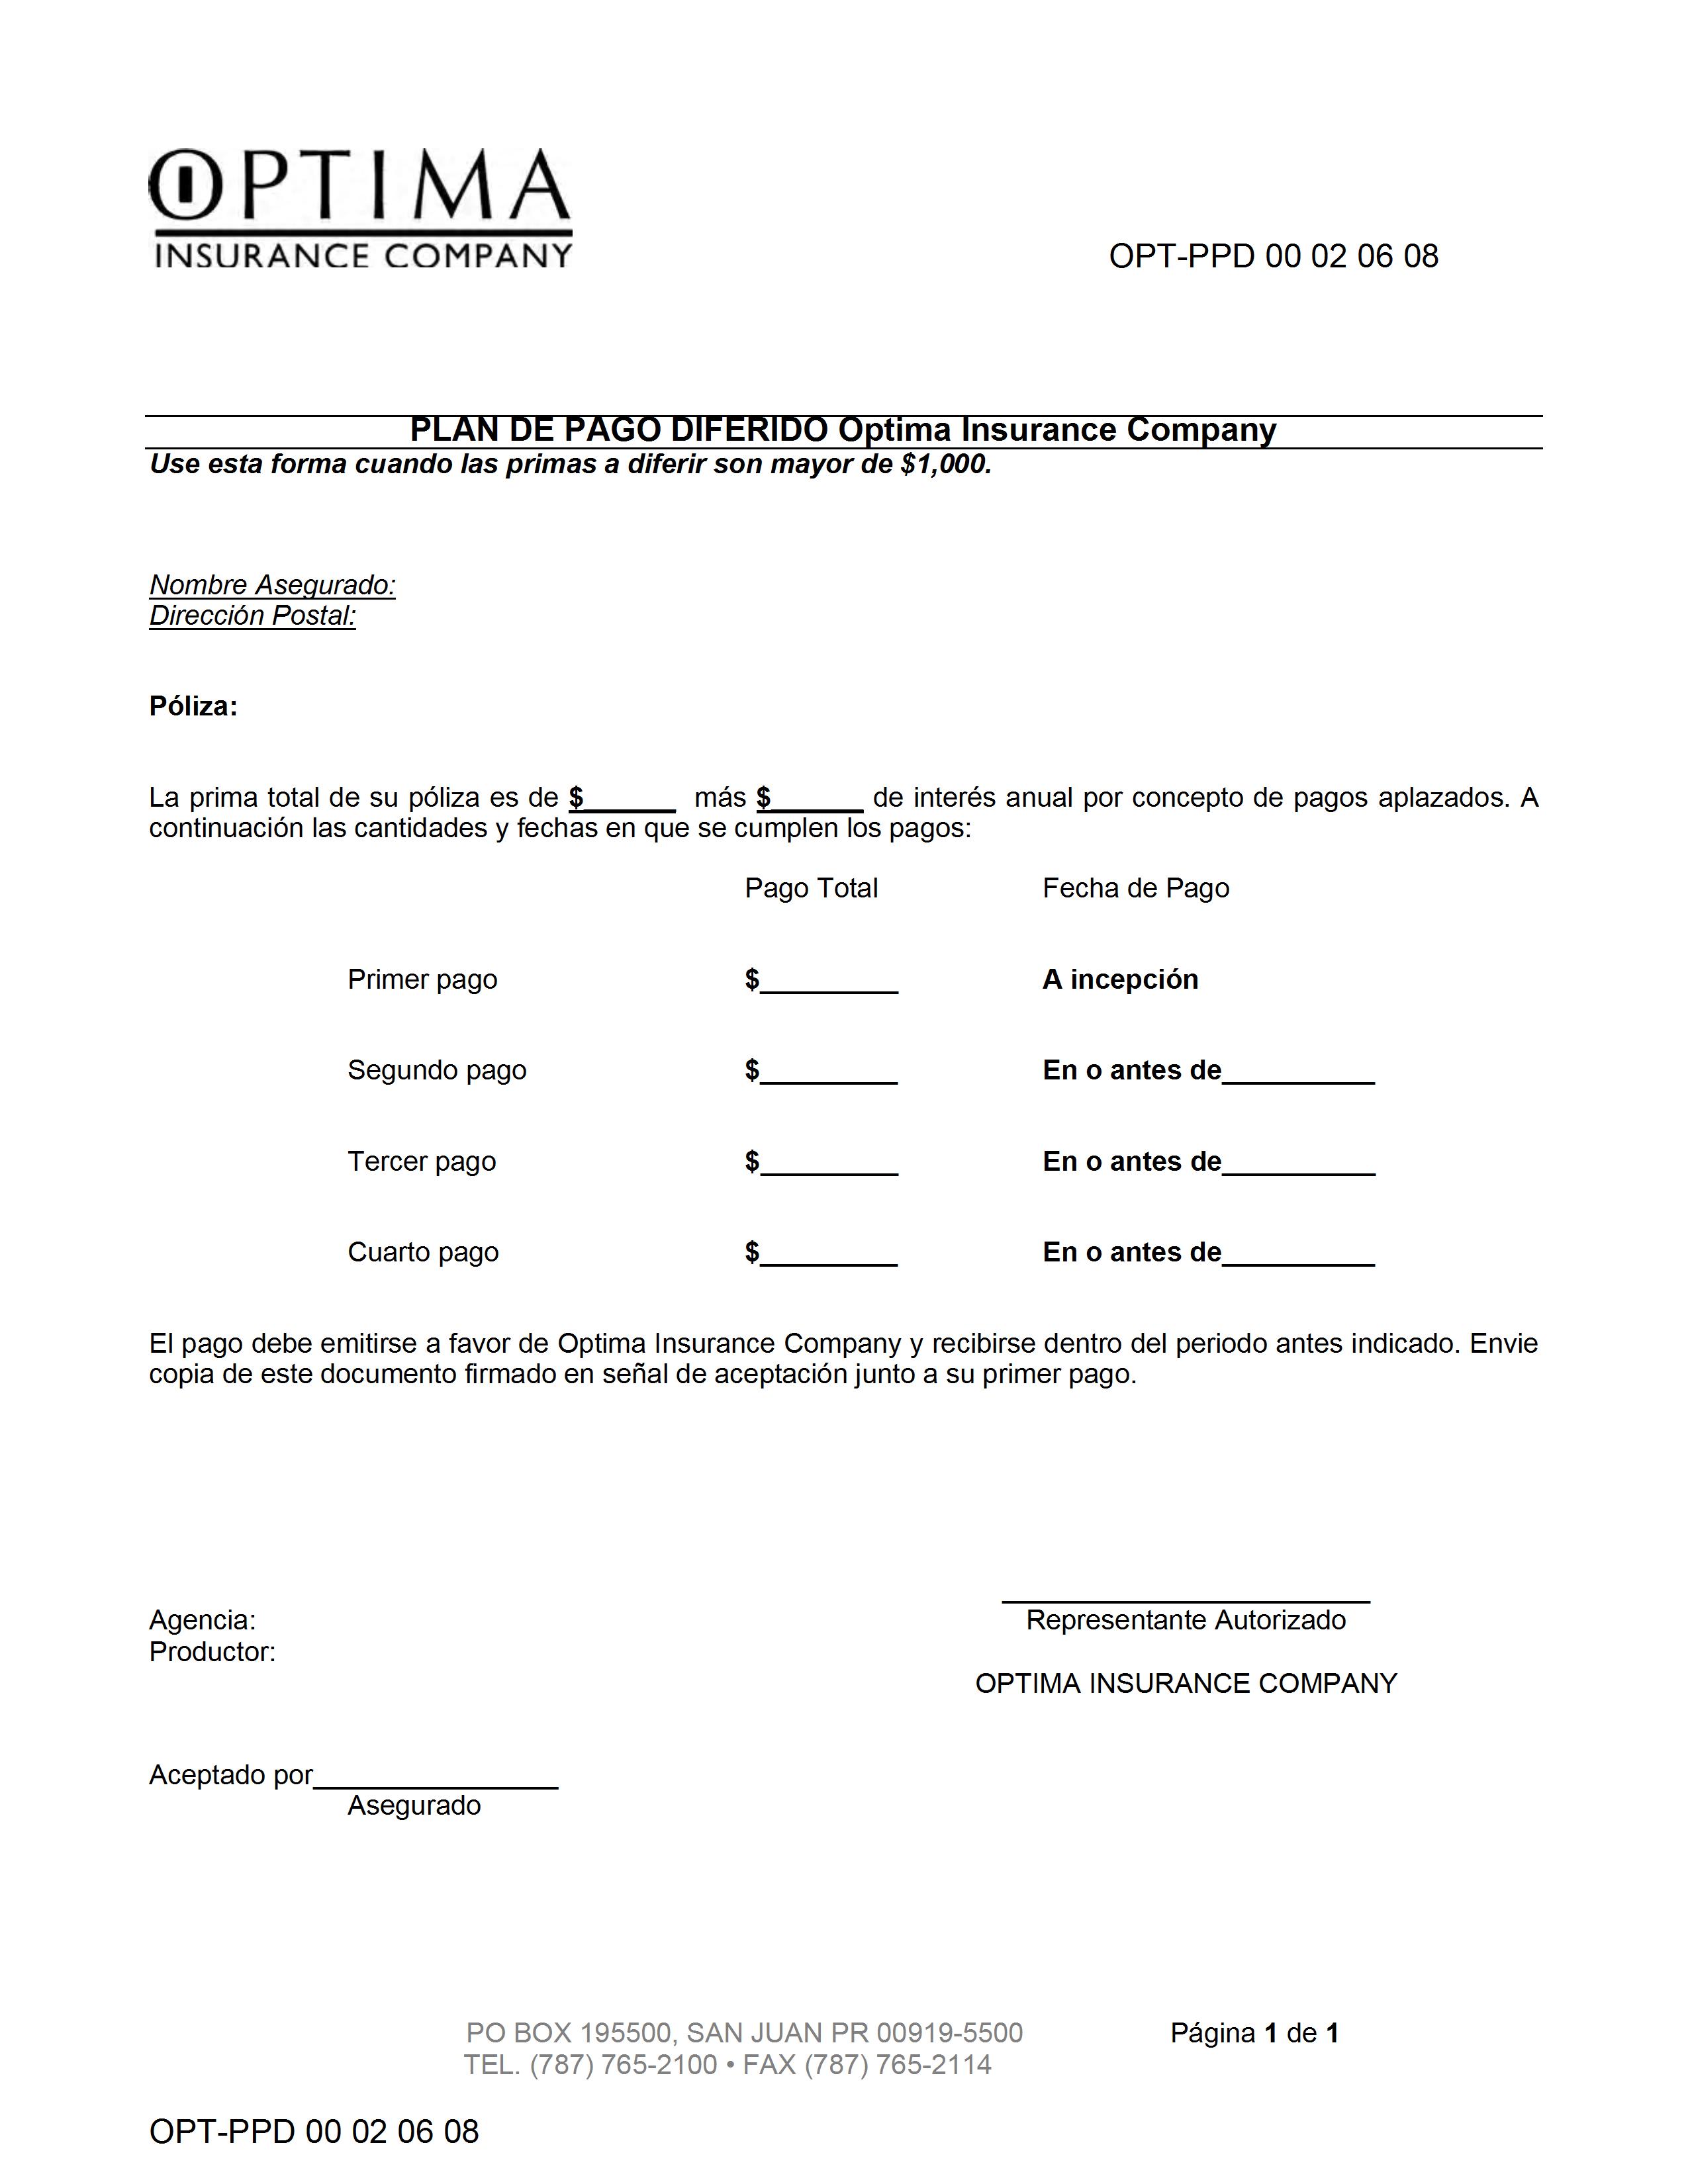 OPTIMA
INSURANCE COMPANY
OPT-PPD 00 02 06 08
PLAN DE PAGO DIFERIDO Optima Insurance Company
Use esta forma cuando las primas a diferir son mayor de $1,000.
Nombre Asegurado:
Dirección Postal:
Póliza:
La prima total de su póliza es de $______ más $______ de interés anual por concepto de pagos aplazados. A
continuación las cantidades y fechas en que se cumplen los pagos:
Pago Total Fecha de Pago
Primer pago $_________ A incepción
Segundo pago $_________ En o antes de__________
Tercer pago $_________ En o antes de__________
Cuarto pago $_________ En o antes de__________
El pago debe emitirse a favor de Optima Insurance Company y recibirse dentro del periodo antes indicado. Envie
copia de este documento firmado en señal de aceptación junto a su primer pago.
Agencia: Representante Autorizado
Productor:
OPTIMA INSURANCE COMPANY
Aceptado por________________
Asegurado
PO BOX 195500, SAN JUAN PR 00919-5500 Página 1 de 1
TEL. (787) 765-2100 • FAX (787) 765-2114
OPT-PPD 00 02 06 08